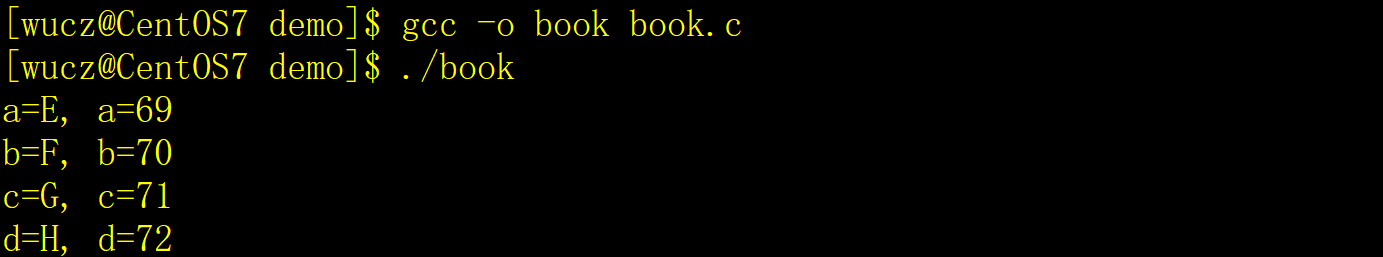 [wucz@CentOS7 demo]$ gcc -o book book.c
[wucz@CentOS7 demo]$ ./book
a=E, a=69
b=F, b=70
c=G, c=71
d=H, d=72